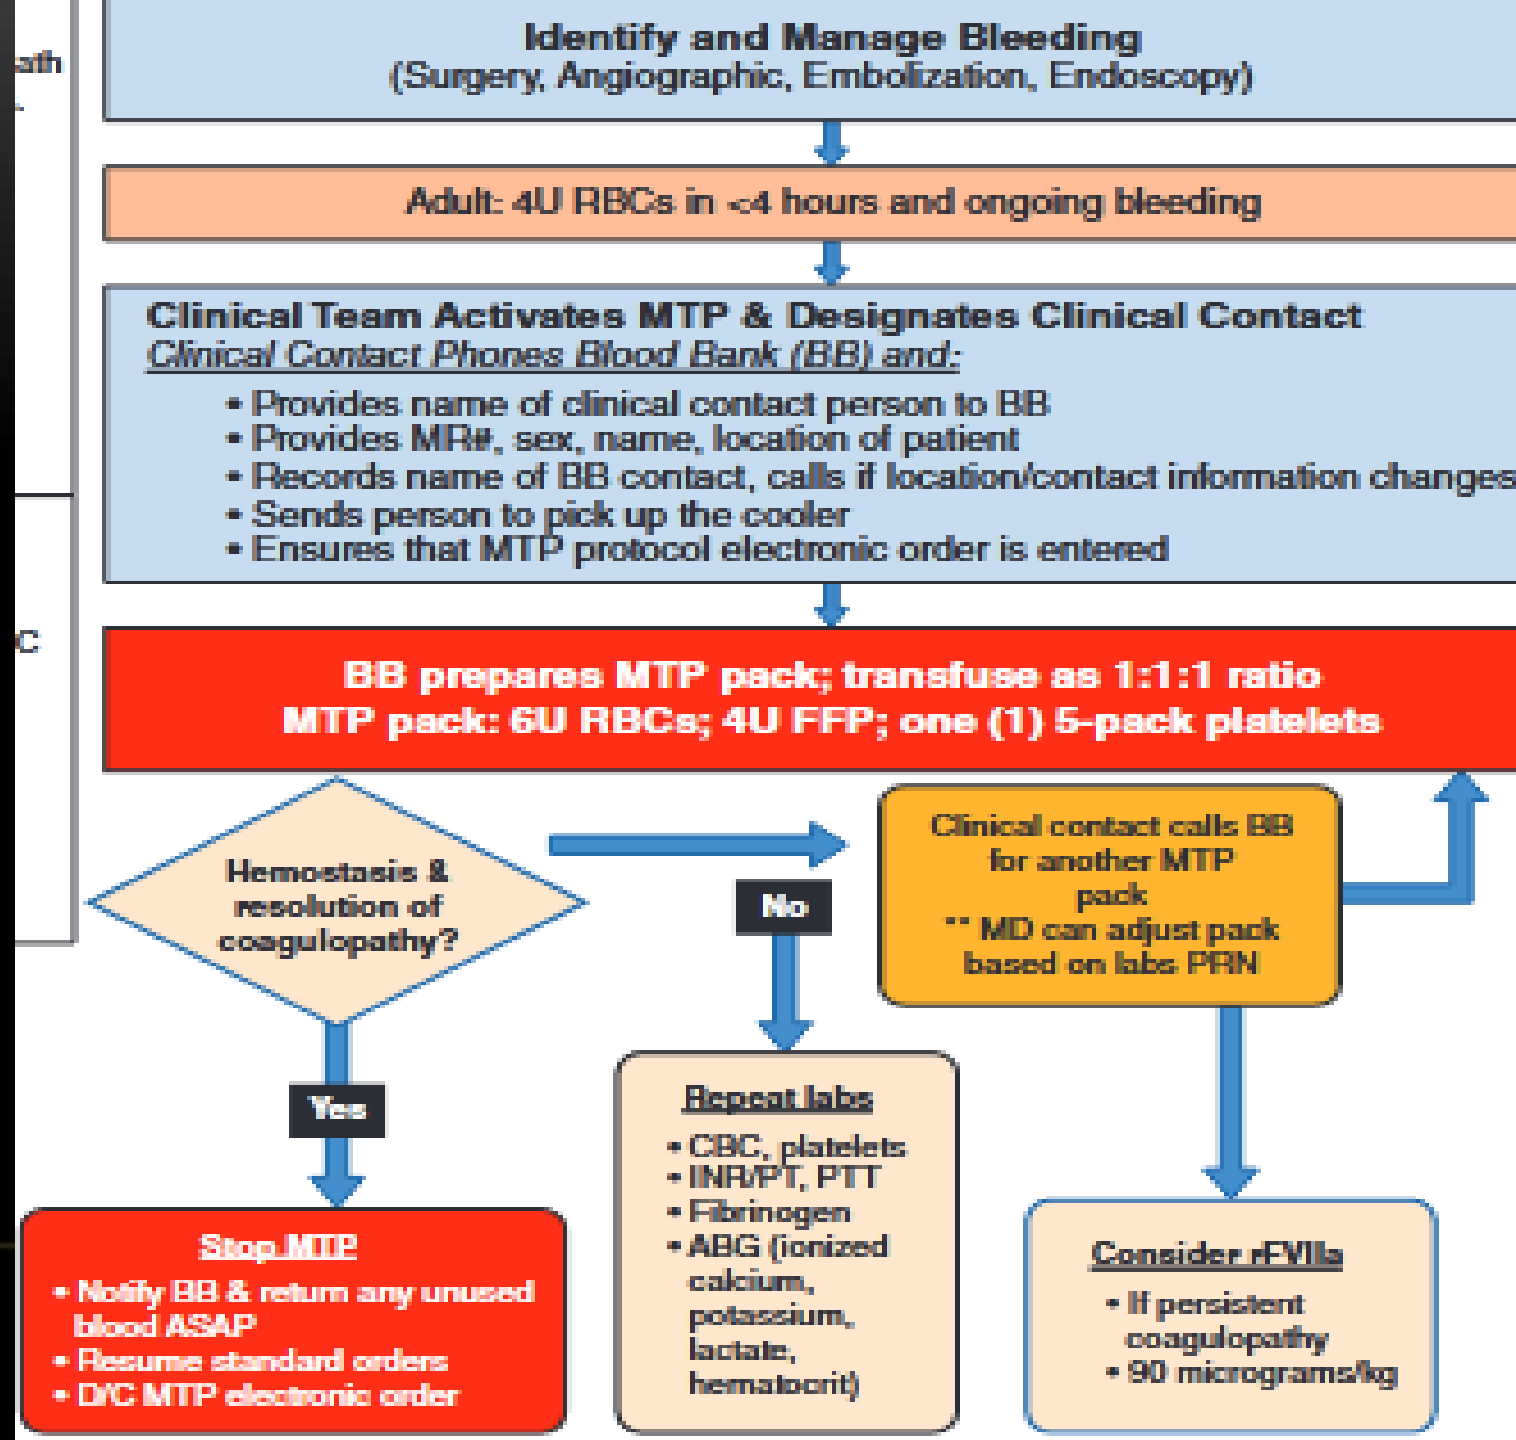 ath
C
Identify and Manage Bleeding
(Surgery, Angiographic, Embolization, Endoscopy)
Adult: 4U RBCs in <4 hours and ongoing bleeding
Clinical Team Activates MTP & Designates Clinical Contact
Clinical Contact Phones Blood Bank (BB) and:
• Provides name of clinical contact person to BB
• Provides MR#, sex, name, location of patient
• Records name of BB contact, calls if location/contact information changes
• Sends person to pick up the cooler
• Ensures that MTP protocol electronic order is entered
BB prepares MTP pack; transfuse as 1:1:1 ratio
MTP pack: 6U RBCs; 4U FFP; one (1) 5-pack platelets
Hemostasis &
resolution of
coagulopathy?
No
Clinical contact calls BB
for another MTP
pack
** MD can adjust pack
based on labs PRN
Yes
Stop MTP
• Notify BB & return any unused
blood ASAP
• Resume standard orders
• D/C MTP electronic order
Repeat labs
• CBC, platelets
• INR/PT, PTT
• Fibrinogen
• ABG (ionized
calcium,
potassium,
lactate,
hematocrit)
Consider rFVIIa
• If persistent
coagulopathy
• 90 micrograms/kg